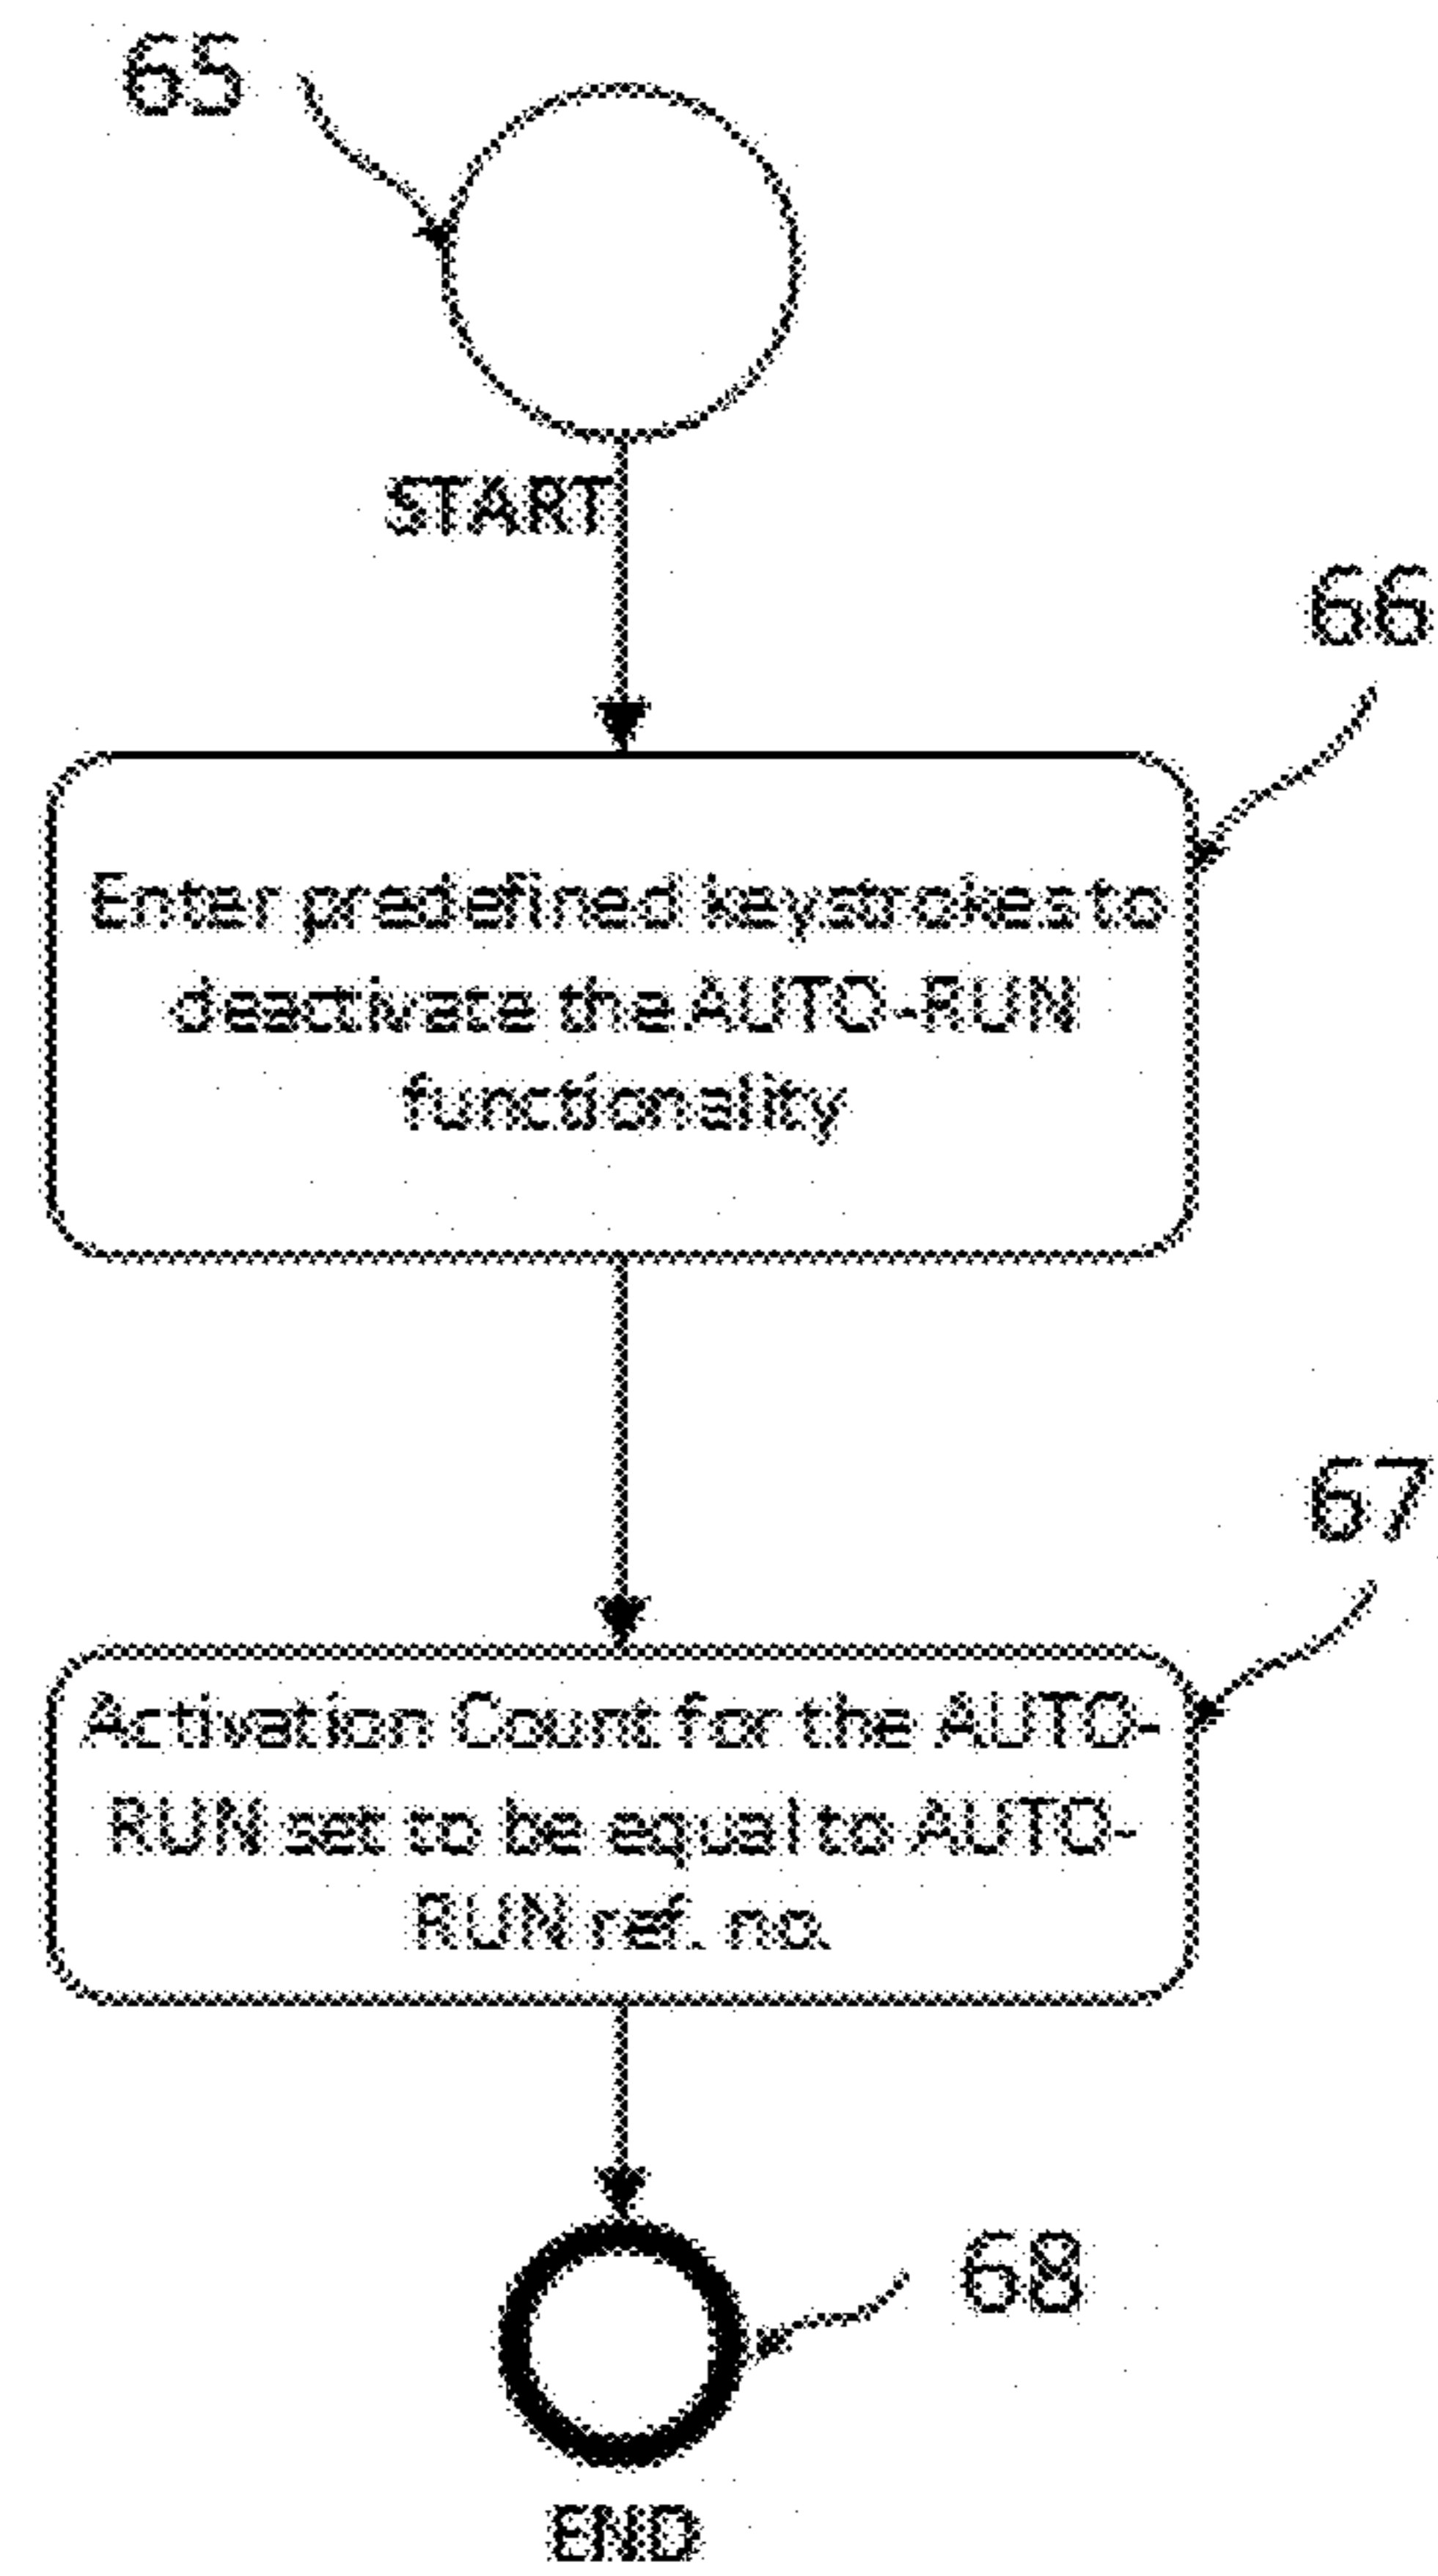 65
START
66
Enter predefined keystrokes to
deactivate the AUTO-RUN
functionality
67
Activation Count for the AUTO-
RUN set to be equal to AUTO-
RUN ref. no.
68
END